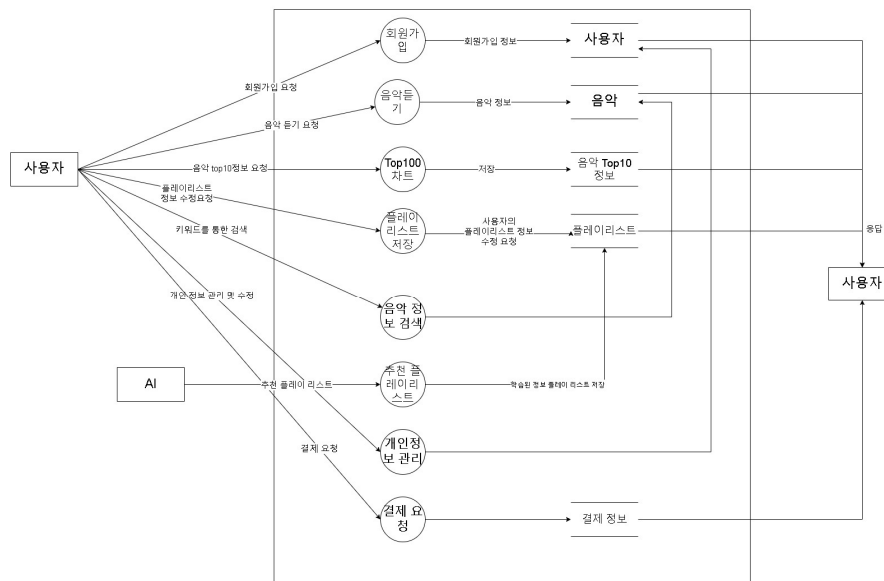 회원가
입
회원가입 정보
사용자
회원가입 요청
음악듣
기
음악 정보
음악
음악 듣기 요청
사용자
음악 top10정보 요청
Top100
차트
저장
음악 Top10
정보
플레이리스트
정보 수정요청
플레이
리스트
저장
사용자의
플레이리스트 정보
수정 요청
플레이리스트
응답
키워드를 통한 검색
사용자
개인 정보 관리 몇 수정
음악 정
보 검색
AI
추천 플레이 리스트
추천 플
레이리
스트
학습된 정보 플레이 리스트 저장
결제 요청
개인정
보 관리
결제 요
청
결제 정보